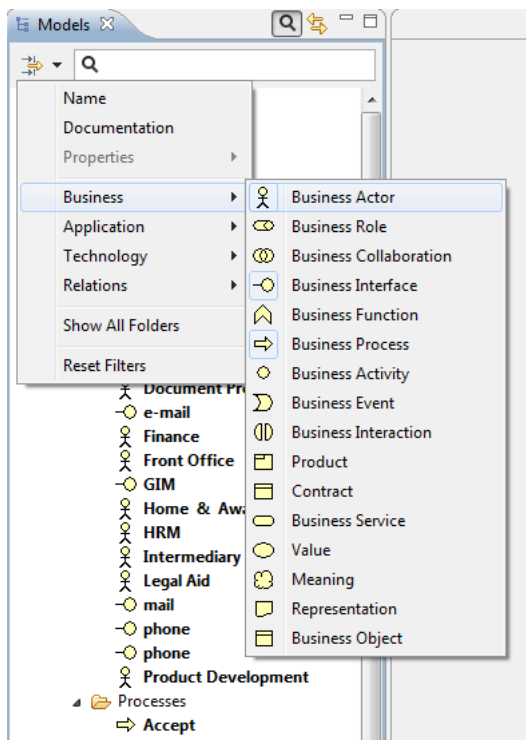 Models
Name
Documentation
Properties
Business
Application
Technology
Relations
Show All Folders
Reset Filters
Business Actor
Business Role
Business Collaboration
Business Interface
Business Function
Business Process
Business Activity
Business Event
Business Interaction
Product
Contract
Business Service
Value
Meaning
Representation
Business Object
Document
e-mail
Finance
Front Office
GIM
Home &
HRM
Intermediary
Legal Aid
mail
phone
phone
Product Development
Processes
Accept